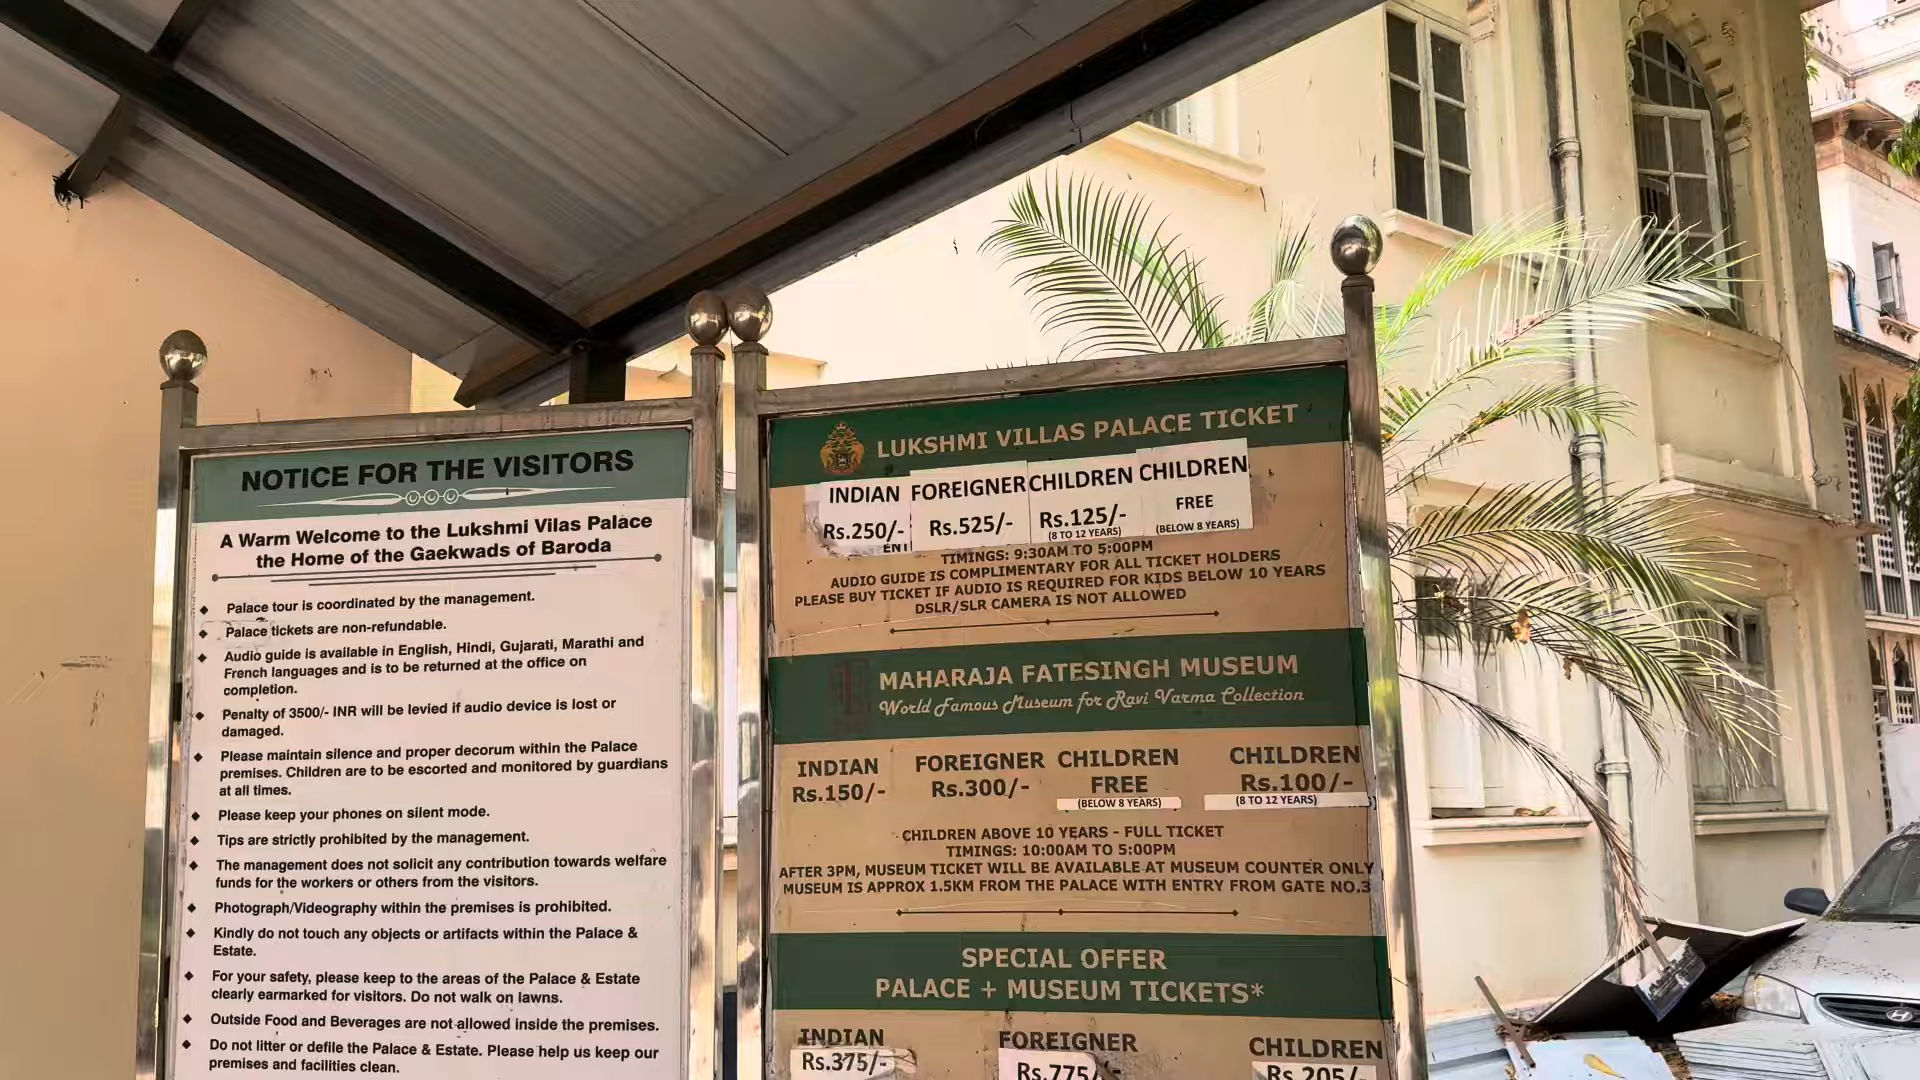 NOTICE FOR THE VISITORS
A Warm Welcome to the Lukshmi Vilas Palace
the Home of the Gaekwads of Baroda
Palace tour is coordinated by the management.
Palace tickets are non-refundable.
Audio guide is available in English, Hindi, Gujarati, Marathi and
French languages and is to be returned at the office on
completion.
Penalty of 3500/- INR will be levied if audio device is lost or
damaged.
Please maintain silence and proper decorum within the Palace
premises. Children are to be escorted and monitored by guardians
at all times.
Please keep your phones on silent mode.
Tips are strictly prohibited by the management.
The management does not solicit any contribution towards welfare
funds for the workers or others from the visitors.
Photograph/Videography within the premises is prohibited.
Kindly do not touch any objects or artifacts within the Palace &
Estate.
For your safety, please keep to the areas of the Palace & Estate
clearly earmarked for visitors. Do not walk on lawns.
Outside Food and Beverages are not allowed inside the premises.
Do not litter or defile the Palace & Estate. Please help us keep our
premises and facilities clean.
LUKSHMI VILLAS PALACE TICKET
INDIAN FOREIGNER CHILDREN CHILDREN
Rs.250/- Rs.525/- Rs.125/- FREE
(8 TO 12 YEARS) (BELOW 8 YEARS)
TIMINGS: 9:30AM TO 5:00PM
AUDIO GUIDE IS COMPLIMENTARY FOR ALL TICKET HOLDERS
PLEASE BUY TICKET IF AUDIO IS REQUIRED FOR KIDS BELOW 10 YEARS
DSLR/SLR CAMERA IS NOT ALLOWED
MAHARAJA FATESINGH MUSEUM
World Famous Museum for Ravi Varma Collection
INDIAN FOREIGNER CHILDREN CHILDREN
Rs.150/- Rs.300/- FREE Rs.100/-
(BELOW 8 YEARS) (8 TO 12 YEARS)
CHILDREN ABOVE 10 YEARS - FULL TICKET
TIMINGS: 10:00AM TO 5:00PM
AFTER 3PM, MUSEUM TICKET WILL BE AVAILABLE AT MUSEUM COUNTER ONLY
MUSEUM IS APPROX 1.5KM FROM THE PALACE WITH ENTRY FROM GATE NO.3
SPECIAL OFFER
PALACE + MUSEUM TICKETS*
INDIAN FOREIGNER CHILDREN
Rs.375/- Rs.775/- Rs.205/-